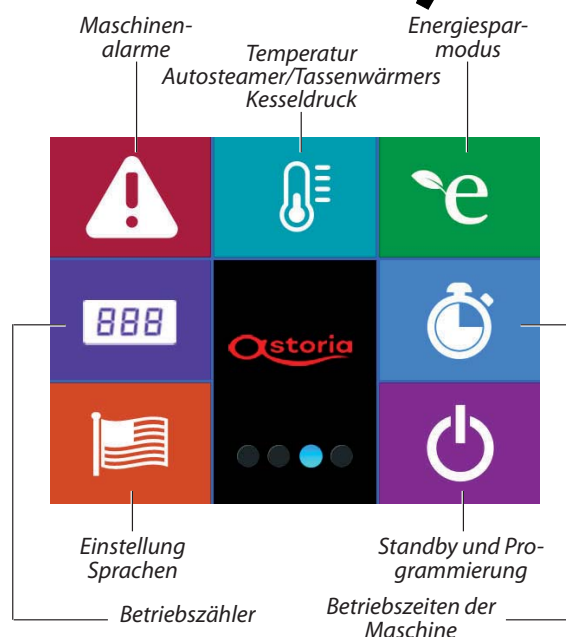 Maschinen-
alarme
Temperatur
Autosteamer/Tassenwärmers
Kesseldruck
Energiespar-
modus
e
888
astoria
Einstellung
Sprachen
Standby und Pro-
grammierung
Betriebszähler
Betriebszeiten der
Maschine